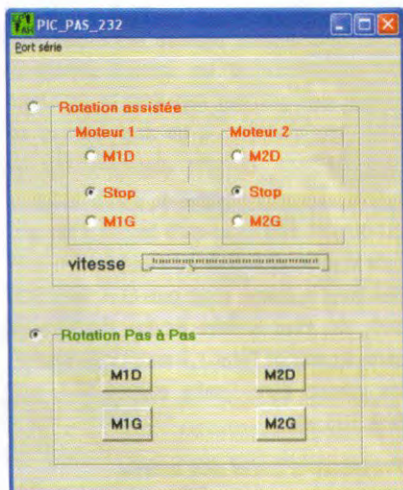 PIC_PAS_232
Port série
Rotation assistée
Moteur 1 Moteur 2
M1D M2D
Stop Stop
M1G M2G
vitesse
Rotation Pas à Pas
M1D M2D
M1G M2G